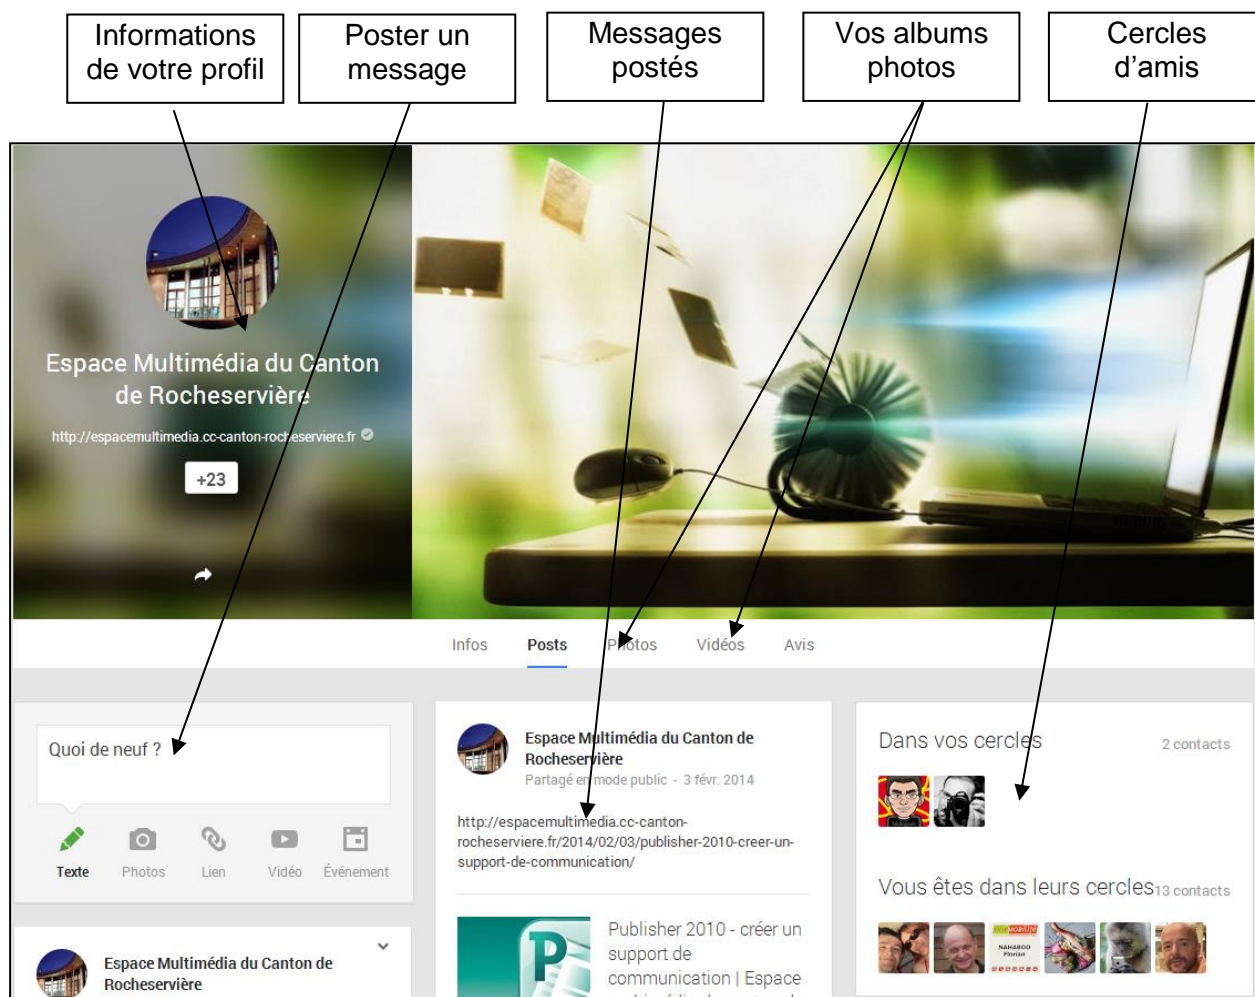 Informations
de votre profil
Poster un
message
Messages
postés
Vos albums
photos
Cercles
d'amis
Espace Multimédia du Canton
de Rocheservière
http://espacemultimedia.cc-canton-rocheserviere.fr
+23
Infos Posts Photos Vidéos Avis
Quoi de neuf ?
Texte Photos Lien Vidéo Événement
Espace Multimédia du Canton de
Rocheservière
Espace Multimédia du Canton de
Rocheservière
Partagé en mode public - 3 févr. 2014
http://espacemultimedia.cc-canton-
rocheserviere.fr/2014/02/03/publisher-2010-creer-un-
support-de-communication/
P
Publisher 2010 - créer un
support de
communication | Espace
Dans vos cercles 2 contacts
Vous êtes dans leurs cercles 13 contacts
NAHABOO
Florian